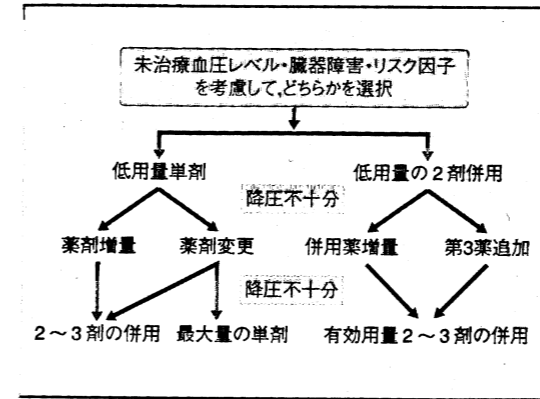 未治療血圧レベル・臓器障害・リスク因子
を考慮して,どちらかを選択
低用量単剤
低用量の2剤併用
降圧不十分
薬剤増量
薬剤変更
併用薬増量
第3薬追加
降圧不十分
2～3剤の併用
最大量の単剤
有効用量2～3剤の併用